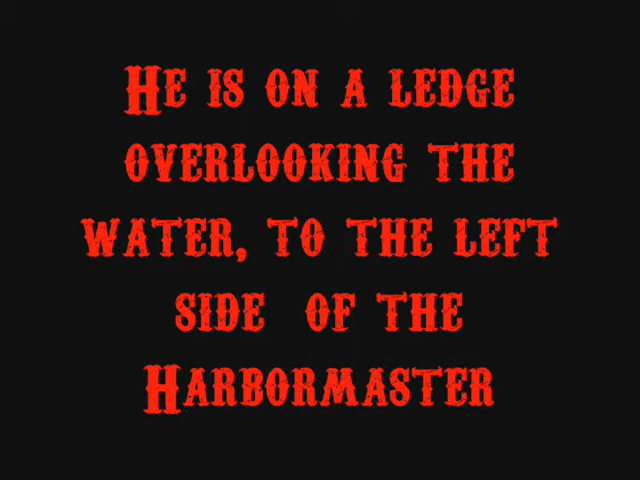 He is on a ledge
overlooking the
water, to the left
side  of the
Harbormaster